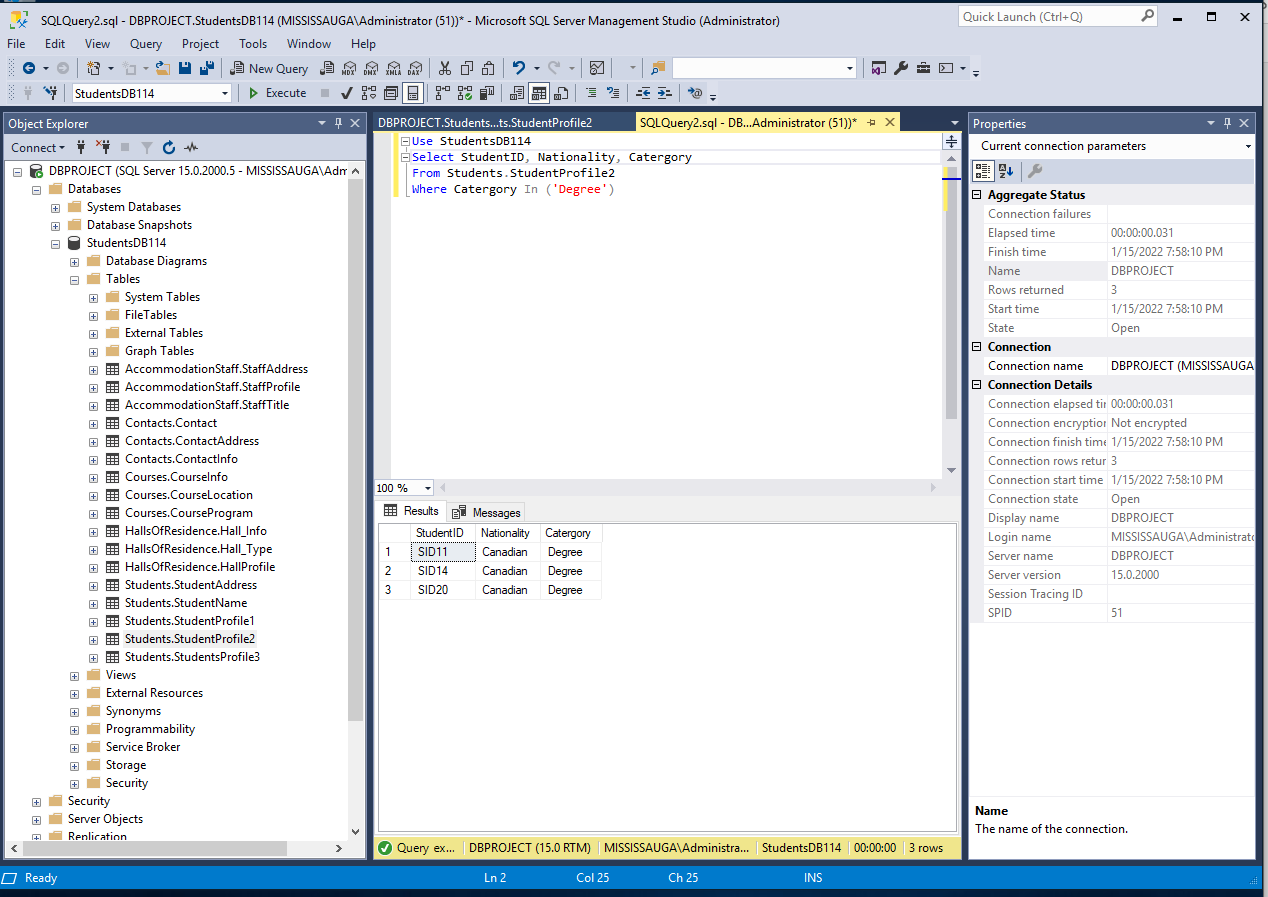 SQLQuery2.sql - DBPROJECT.StudentsDB114 (MISSISSAUGA\Administrator (51))* - Microsoft SQL Server Management Studio (Administrator)
Quick Launch (Ctrl+Q)
File Edit View Query Project Tools Window Help
New Query MDX DMX XMLA DAX
StudentsDB114 Execute
Object Explorer
Connect
DBPROJECT (SQL Server 15.0.2000.5 - MISSISSAUGA\Adm
Databases
System Databases
Database Snapshots
StudentsDB114
Database Diagrams
Tables
System Tables
FileTables
External Tables
Graph Tables
AccommodationStaff.StaffAddress
AccommodationStaff.StaffProfile
AccommodationStaff.StaffTitle
Contacts.Contact
Contacts.ContactAddress
Contacts.ContactInfo
Courses.CourseInfo
Courses.CourseLocation
Courses.CourseProgram
HallsOfResidence.Hall_Info
HallsOfResidence.Hall_Type
HallsOfResidence.HallProfile
Students.StudentAddress
Students.StudentName
Students.StudentProfile1
Students.StudentProfile2
Students.StudentsProfile3
Views
External Resources
Synonyms
Programmability
Service Broker
Storage
Security
Security
Server Objects
Replication
DBPROJECT.Students...ts.StudentProfile2
SQLQuery2.sql - DB...Administrator (51))*
Use StudentsDB114
Select StudentID, Nationality, Catergory
From Students.StudentProfile2
Where Catergory In ('Degree')
100 %
Results Messages
StudentID Nationality Catergory
1 SID11 Canadian Degree
2 SID14 Canadian Degree
3 SID20 Canadian Degree
Query ex... DBPROJECT (15.0 RTM) MISSISSAUGA\Administra... StudentsDB114 00:00:00 3 rows
Properties
Current connection parameters
Aggregate Status
Connection failures
Elapsed time 00:00:00.031
Finish time 1/15/2022 7:58:10 PM
Name DBPROJECT
Rows returned 3
Start time 1/15/2022 7:58:10 PM
State Open
Connection
Connection name DBPROJECT (MISSISSAUGA
Connection Details
Connection elapsed tir 00:00:00.031
Connection encryption Not encrypted
Connection finish time 1/15/2022 7:58:10 PM
Connection rows retur 3
Connection start time 1/15/2022 7:58:10 PM
Connection state Open
Display name DBPROJECT
Login name MISSISSAUGA\Administrato
Server name DBPROJECT
Server version 15.0.2000
Session Tracing ID
SPID 51
Name
The name of the connection.
Ready Ln 2 Col 25 Ch 25 INS